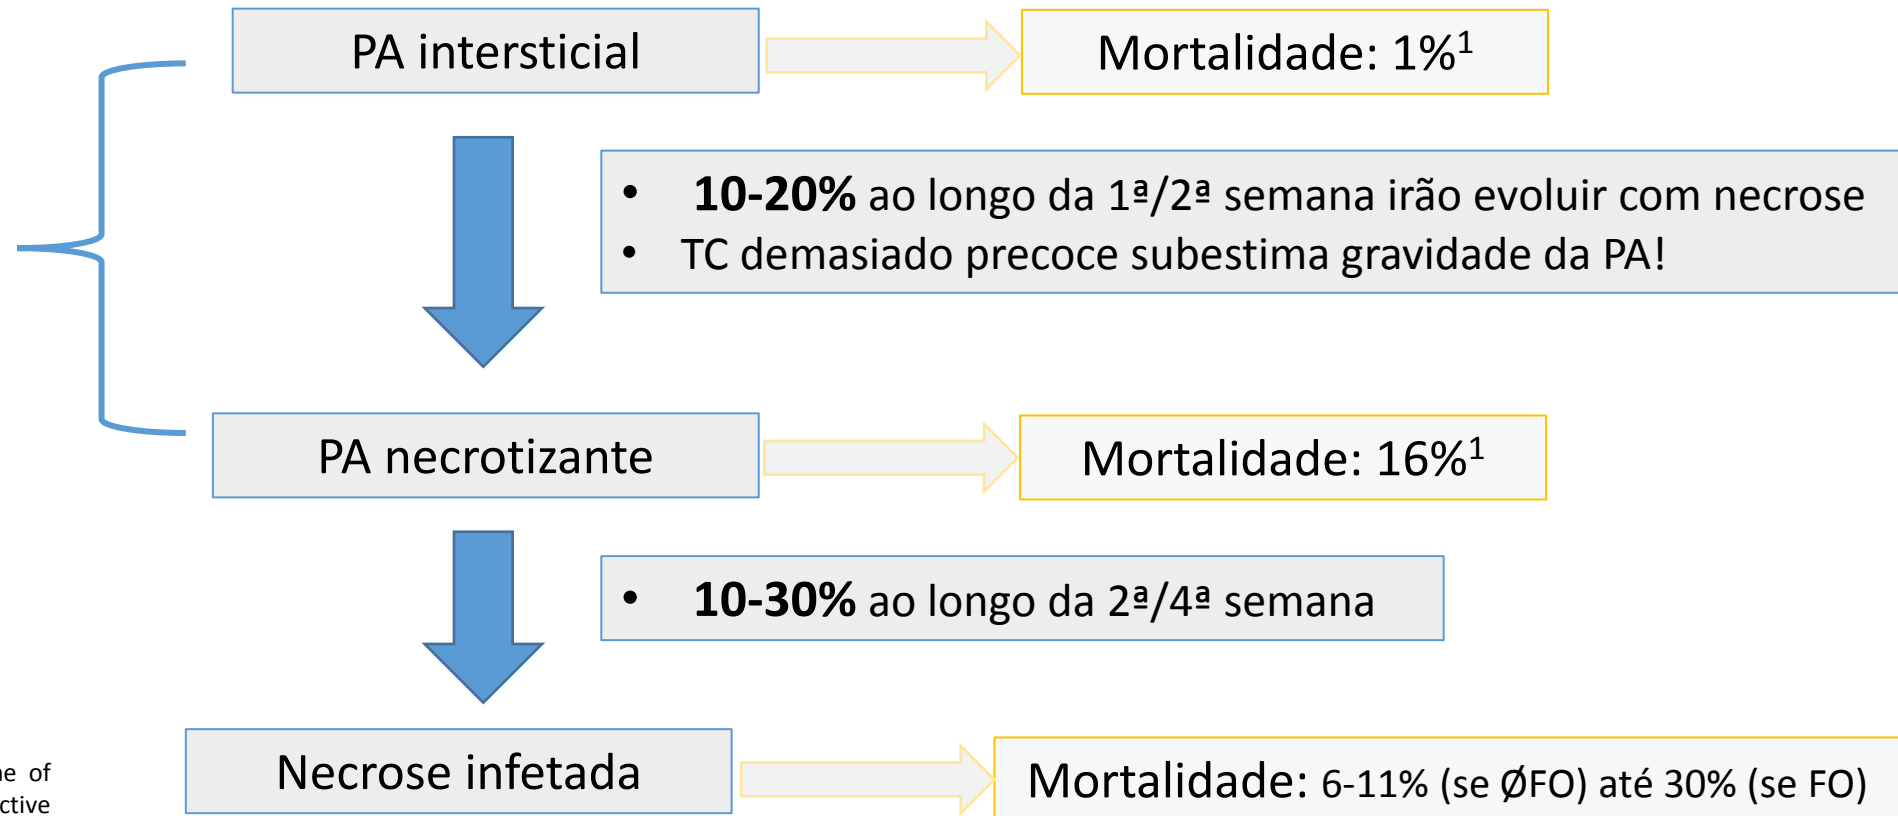 PA intersticial
Mortalidade: 1%¹
• 10-20% ao longo da 1ª/2ª semana irão evoluir com necrose
• TC demasiado precoce subestima gravidade da PA!
PA necrotizante
Mortalidade: 16%¹
• 10-30% ao longo da 2ª/4ª semana
Necrose infetada
Mortalidade: 6-11% (se ØFO) até 30% (se FO)
of